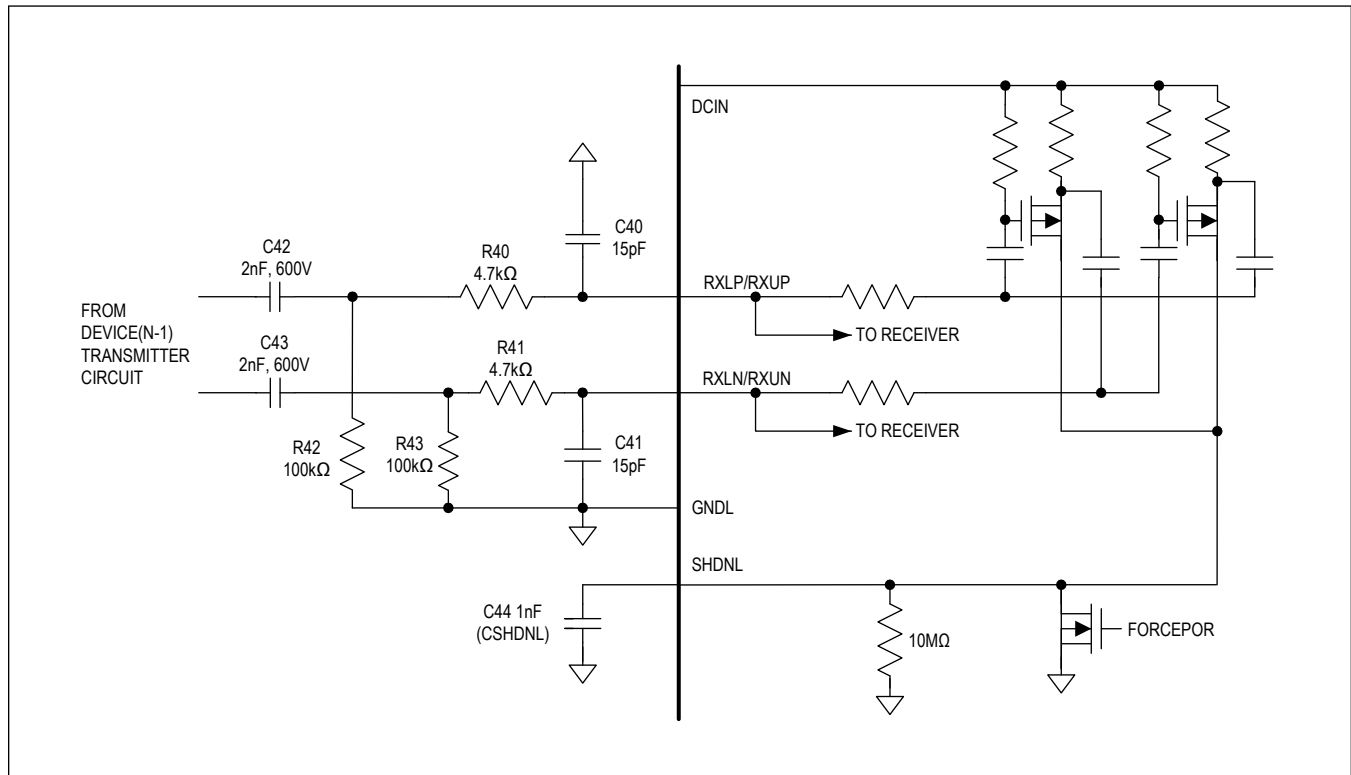 DCIN
C40
15pF
C42
2nF, 600V
R40
4.7kΩ
RXLP/RXUP
FROM
DEVICE(N-1)
TRANSMITTER
CIRCUIT
TO RECEIVER
C43
2nF, 600V
R41
4.7kΩ
RXLN/RXUN
TO RECEIVER
R42
100kΩ
R43
100kΩ
C41
15pF
GNDL
SHDNL
C44 1nF
(CSHDNL)
10MΩ
FORCEPOR